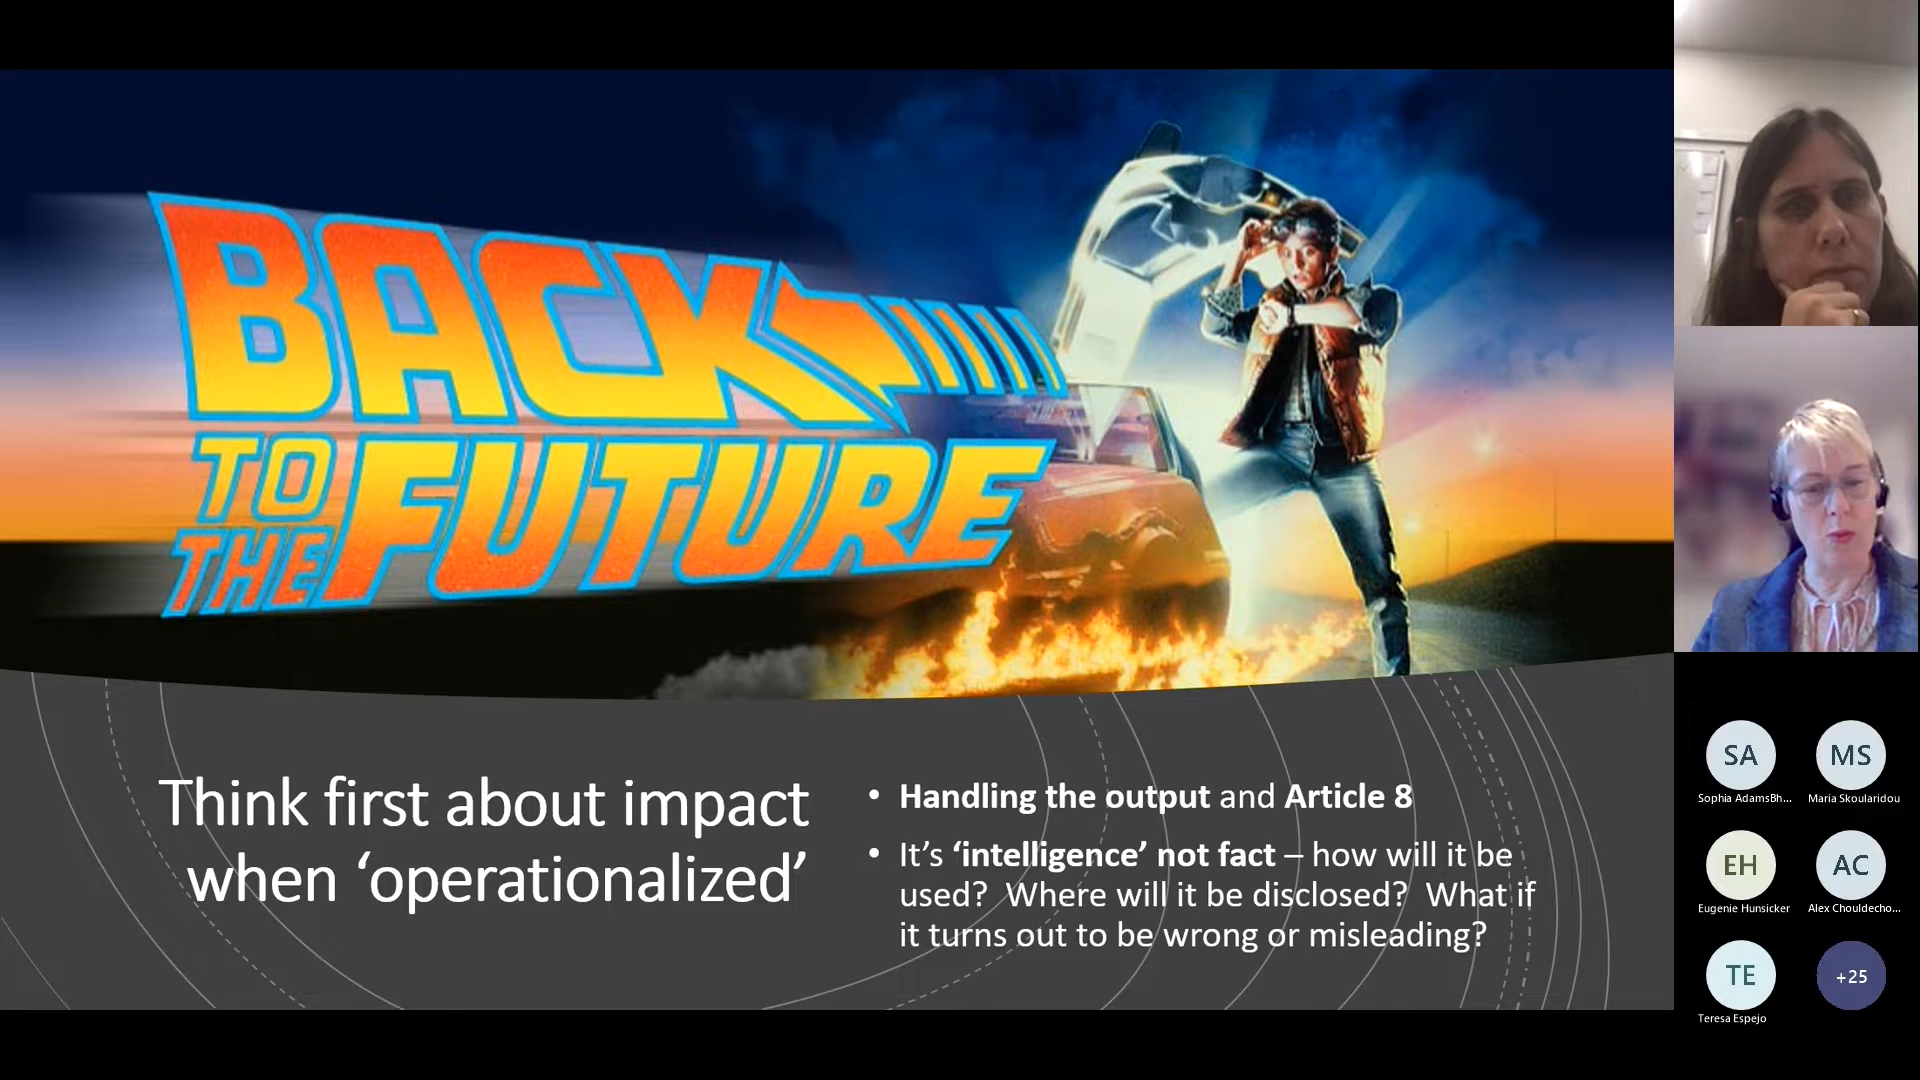 BACK
TO
THE FUTURE
Think first about impact
when ‘operationalized’
• Handling the output and Article 8
• It’s ‘intelligence’ not fact – how will it be
used?  Where will it be disclosed?  What if
it turns out to be wrong or misleading?
SA
MS
Sophia AdamsBh...
Maria Skoularidou
EH
AC
Eugenie Hunsicker
Alex Chouldecho...
TE
+25
Teresa Espejo